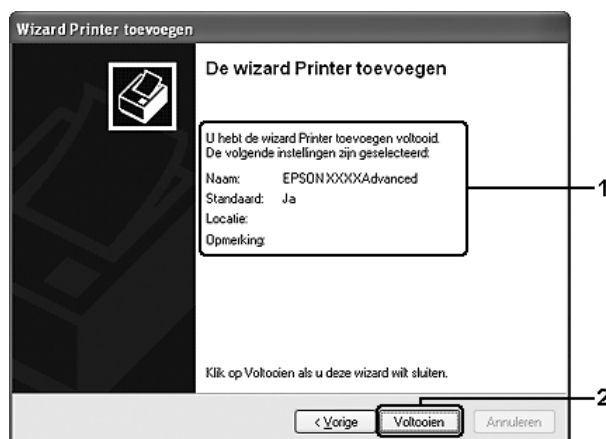 Wizard Printer toevoegen
De wizard Printer toevoegen
U hebt de wizard Printer toevoegen voltooid.
De volgende instellingen zijn geselecteerd:
Naam: EPSON XXXXAdvanced
Standaard: Ja
Locatie:
Opmerking:
1
Klik op Voltooien als u deze wizard wilt sluiten.
2
< Vorige Voltooien Annuleren